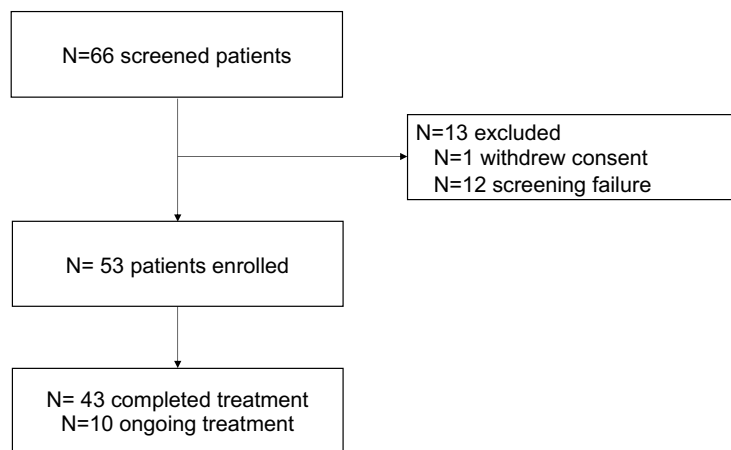 N=66 screened patients
N=13 excluded
N=1 withdrew consent
N=12 screening failure
N= 53 patients enrolled
N= 43 completed treatment
N=10 ongoing treatment